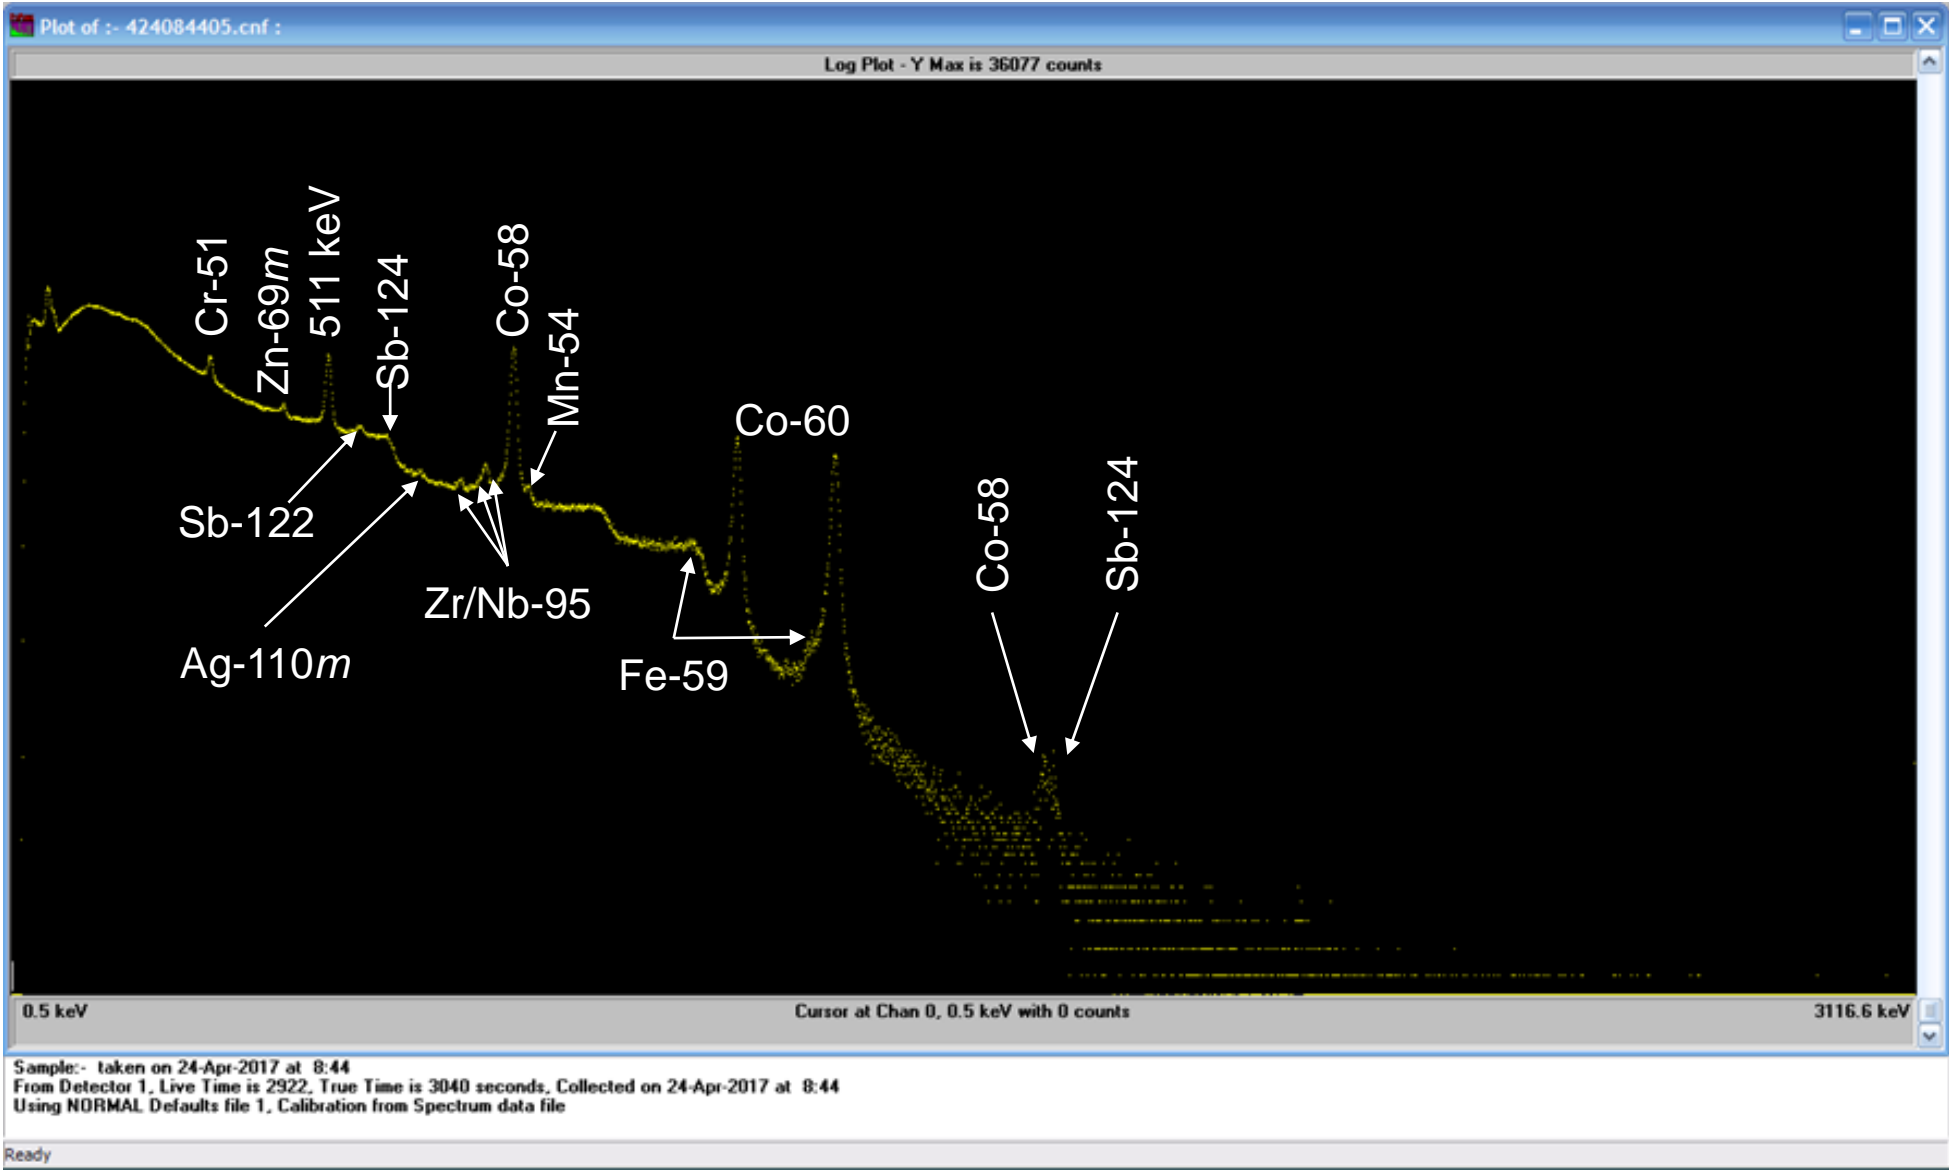 Plot of :- 424084405.cnf :
Log Plot - Y Max is 36077 counts
Cr-51
Zn-69m
511 keV
Sb-124
Co-58
Mn-54
Co-60
Sb-122
Ag-110m
Zr/Nb-95
Fe-59
Co-58
Sb-124
0.5 keV
Cursor at Chan 0, 0.5 keV with 0 counts
3116.6 keV
Sample:- taken on 24-Apr-2017 at 8:44
From Detector 1, Live Time is 2922, True Time is 3040 seconds, Collected on 24-Apr-2017 at 8:44
Using NORMAL Defaults file 1, Calibration from Spectrum data file
Ready